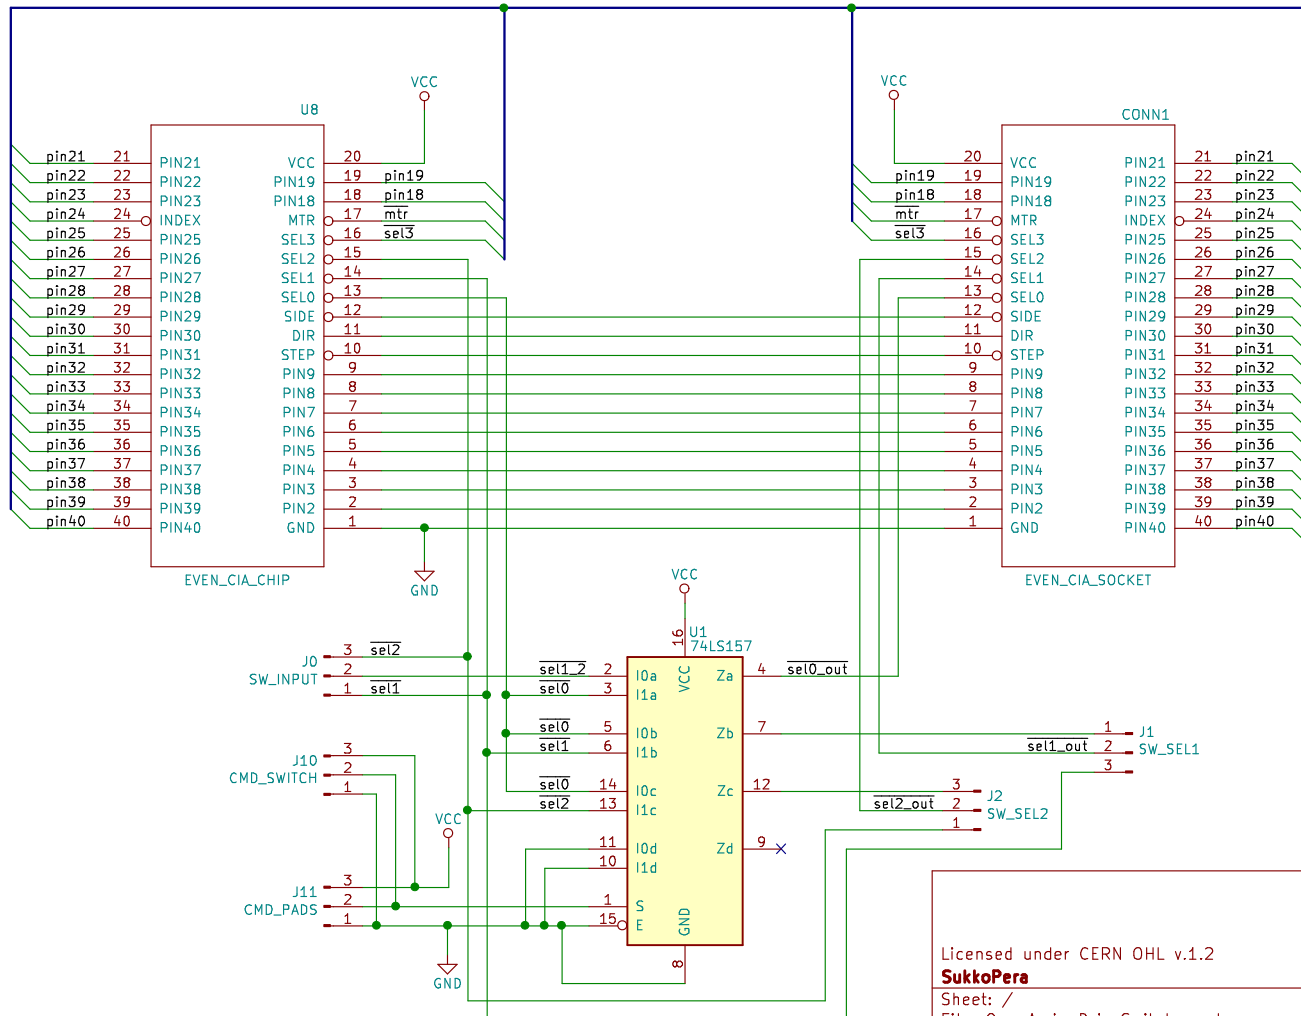 U8
VCC
pin21 21 PIN21 VCC 20
pin22 22 PIN22 PIN19 19 pin19
pin23 23 PIN23 PIN18 18 pin18
pin24 24 INDEX MTR 17 mtr
pin25 25 PIN25 SEL3 16 sel3
pin26 26 PIN26 SEL2 15
pin27 27 PIN27 SEL1 14
pin28 28 PIN28 SEL0 13
pin29 29 PIN29 SIDE 12
pin30 30 PIN30 DIR 11
pin31 31 PIN31 STEP 10
pin32 32 PIN32 PIN9 9
pin33 33 PIN33 PIN8 8
pin34 34 PIN34 PIN7 7
pin35 35 PIN35 PIN6 6
pin36 36 PIN36 PIN5 5
pin37 37 PIN37 PIN4 4
pin38 38 PIN38 PIN3 3
pin39 39 PIN39 PIN2 2
pin40 40 PIN40 GND 1
EVEN_CIA_CHIP
GND
VCC
CONN1
20 VCC PIN21 21 pin21
pin19 19 PIN19 PIN22 22 pin22
pin18 18 PIN18 PIN23 23 pin23
mtr 17 MTR INDEX 24 pin24
sel3 16 SEL3 PIN25 25 pin25
15 SEL2 PIN26 26 pin26
14 SEL1 PIN27 27 pin27
13 SEL0 PIN28 28 pin28
12 SIDE PIN29 29 pin29
11 DIR PIN30 30 pin30
10 STEP PIN31 31 pin31
9 PIN9 PIN32 32 pin32
8 PIN8 PIN33 33 pin33
7 PIN7 PIN34 34 pin34
6 PIN6 PIN35 35 pin35
5 PIN5 PIN36 36 pin36
4 PIN4 PIN37 37 pin37
3 PIN3 PIN38 38 pin38
2 PIN2 PIN39 39 pin39
1 GND PIN40 40 pin40
EVEN_CIA_SOCKET
J0
SW_INPUT
3 sel2
2
1 sel1
J10
CMD_SWITCH
3
2
1
VCC
J11
CMD_PADS
3
2
1
GND
VCC
U1
74LS157
16
VCC
sel1_2 2 I0a Za 4 sel0_out
sel0 3 I1a
sel0 5 I0b Zb 7
sel1 6 I1b
sel0 14 I0c Zc 12
sel2 13 I1c
11 I0d Zd 9
10 I1d
1 S
15 E
GND
8
1 J1
sel1_out 2 SW_SEL1
3
3 J2
sel2_out 2 SW_SEL2
1
Licensed under CERN OHL v.1.2
SukkoPera
Sheet: /